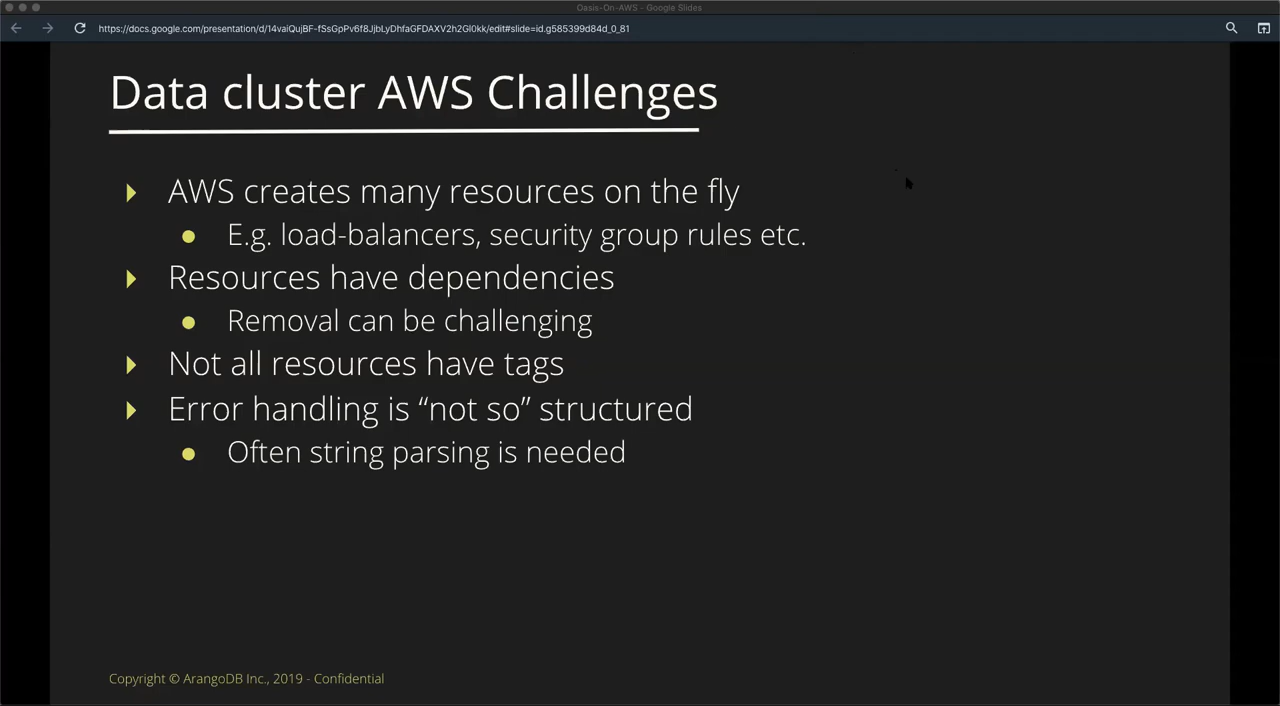 Oasis-On-AWS - Google Slides
https://docs.google.com/presentation/d/14vaiQujBF-fSsGpPv6f8JjbLyDhfaGFDAXV2h2Gl0kk/edit#slide=id.g585399d84d_0_81
Data cluster AWS Challenges
AWS creates many resources on the fly
E.g. load-balancers, security group rules etc.
Resources have dependencies
Removal can be challenging
Not all resources have tags
Error handling is “not so” structured
Often string parsing is needed
Copyright © ArangoDB Inc., 2019 - Confidential